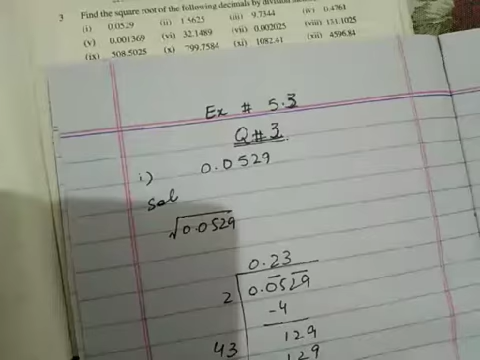 3 Find the square root of the following decimals by division
(i) 0.0529 (ii) 1.5625 (iii) 9.7344 (iv) 0.4761
(v) 0.001369 (vi) 32.1489 (vii) 0.002025 (viii) 131.1025
(ix) 508.5025 (x) 799.7584 (xi) 1082.41 (xii) 4596.84
Ex # 5.3
Q # 3
i) 0.0529
Sol
√0.0529
0.23
2 0.0529
-4
129
43 129